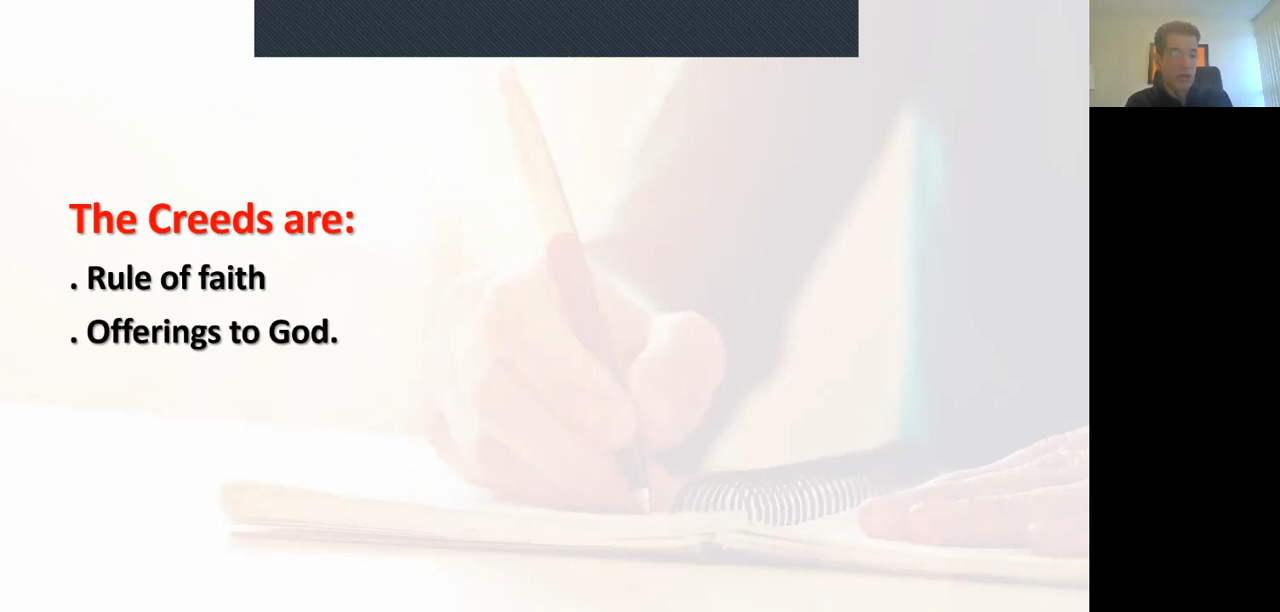 The Creeds are:
. Rule of faith
. Offerings to God.